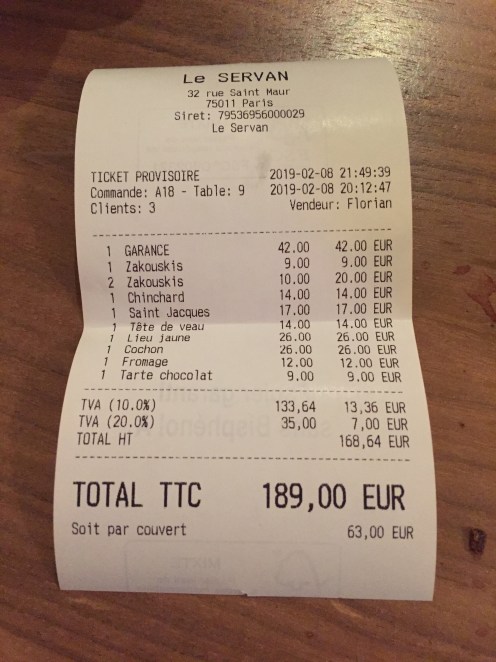 Le SERVAN
32 rue Saint Maur
75011 Paris
Siret: 79536956000029
Le Servan
TICKET PROVISOIRE 2019-02-08 21:49:39
Commande: A18 - Table: 9 2019-02-08 20:12:47
Clients: 3 Vendeur: Florian
1 GARANCE 42.00 42.00 EUR
1 Zakouskis 9.00 9.00 EUR
2 Zakouskis 10.00 20.00 EUR
1 Chinchard 14.00 14.00 EUR
1 Saint Jacques 17.00 17.00 EUR
1 Tête de veau 14.00 14.00 EUR
1 Lieu jaune 26.00 26.00 EUR
1 Cochon 26.00 26.00 EUR
1 Fromage 12.00 12.00 EUR
1 Tarte chocolat 9.00 9.00 EUR
TVA (10.0%) 133,64 13,36 EUR
TVA (20.0%) 35,00 7,00 EUR
TOTAL HT 168,64 EUR
TOTAL TTC 189,00 EUR
Soit par couvert 63,00 EUR